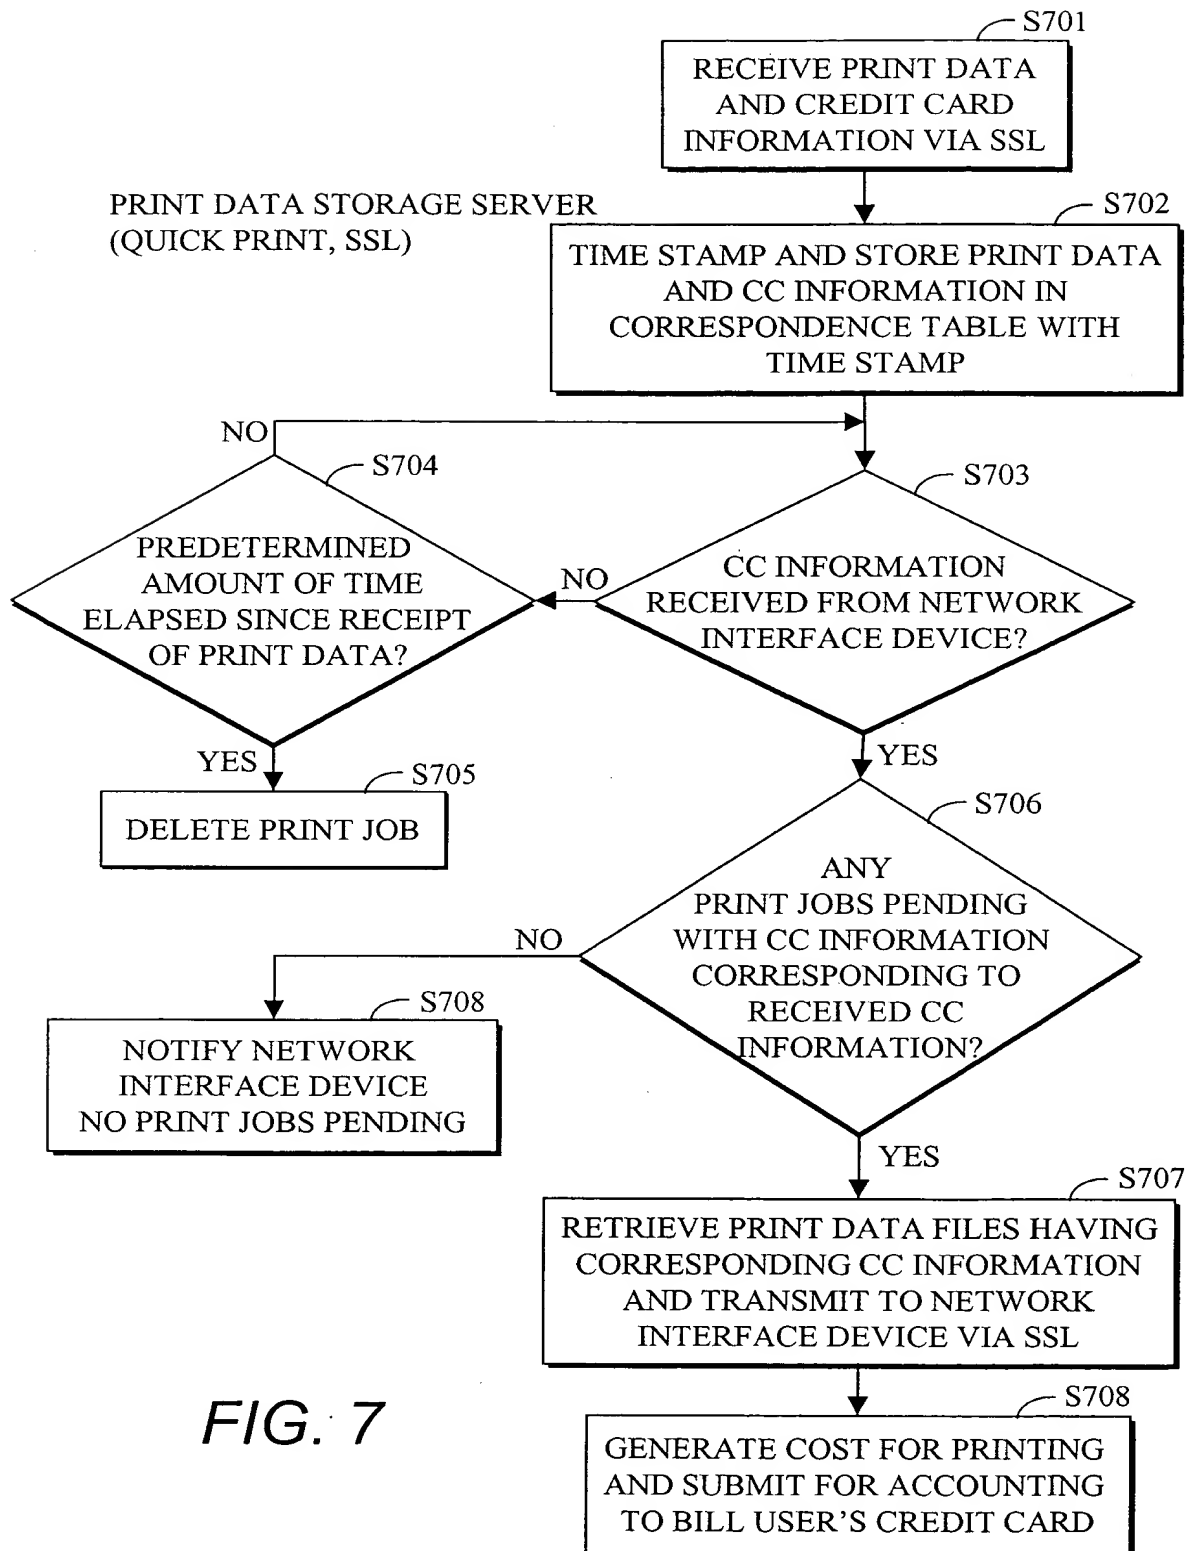 S701
RECEIVE PRINT DATA
AND CREDIT CARD
INFORMATION VIA SSL
PRINT DATA STORAGE SERVER
(QUICK PRINT, SSL)
S702
TIME STAMP AND STORE PRINT DATA
AND CC INFORMATION IN
CORRESPONDENCE TABLE WITH
TIME STAMP
NO
S704
PREDETERMINED
AMOUNT OF TIME
ELAPSED SINCE RECEIPT
OF PRINT DATA?
NO
S703
CC INFORMATION
RECEIVED FROM NETWORK
INTERFACE DEVICE?
YES
S705
DELETE PRINT JOB
YES
S706
ANY
PRINT JOBS PENDING
WITH CC INFORMATION
CORRESPONDING TO
RECEIVED CC
INFORMATION?
NO
S708
NOTIFY NETWORK
INTERFACE DEVICE
NO PRINT JOBS PENDING
YES
S707
RETRIEVE PRINT DATA FILES HAVING
CORRESPONDING CC INFORMATION
AND TRANSMIT TO NETWORK
INTERFACE DEVICE VIA SSL
S708
GENERATE COST FOR PRINTING
AND SUBMIT FOR ACCOUNTING
TO BILL USER'S CREDIT CARD
FIG. 7